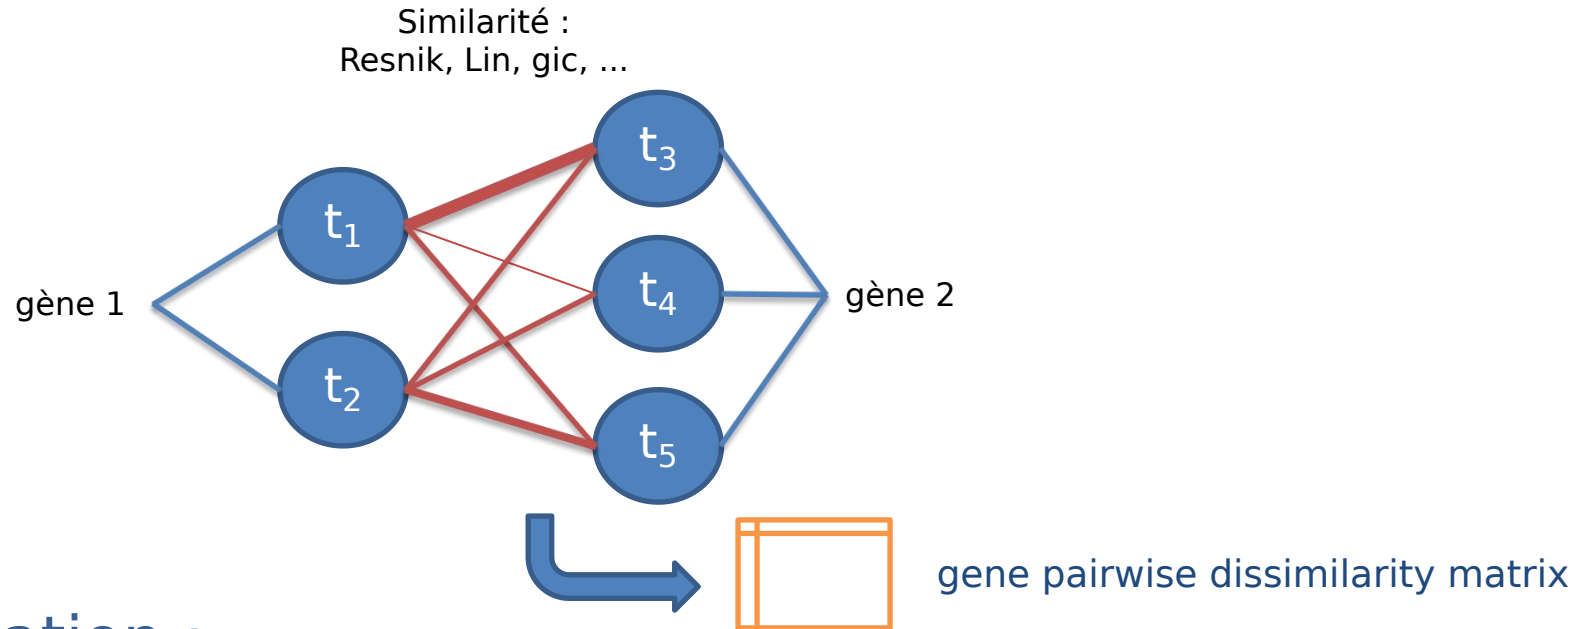 Similarité :
Resnik, Lin, gic, ...
t3
t1
t4
gène 1
gène 2
t2
t5
gene pairwise dissimilarity matrix